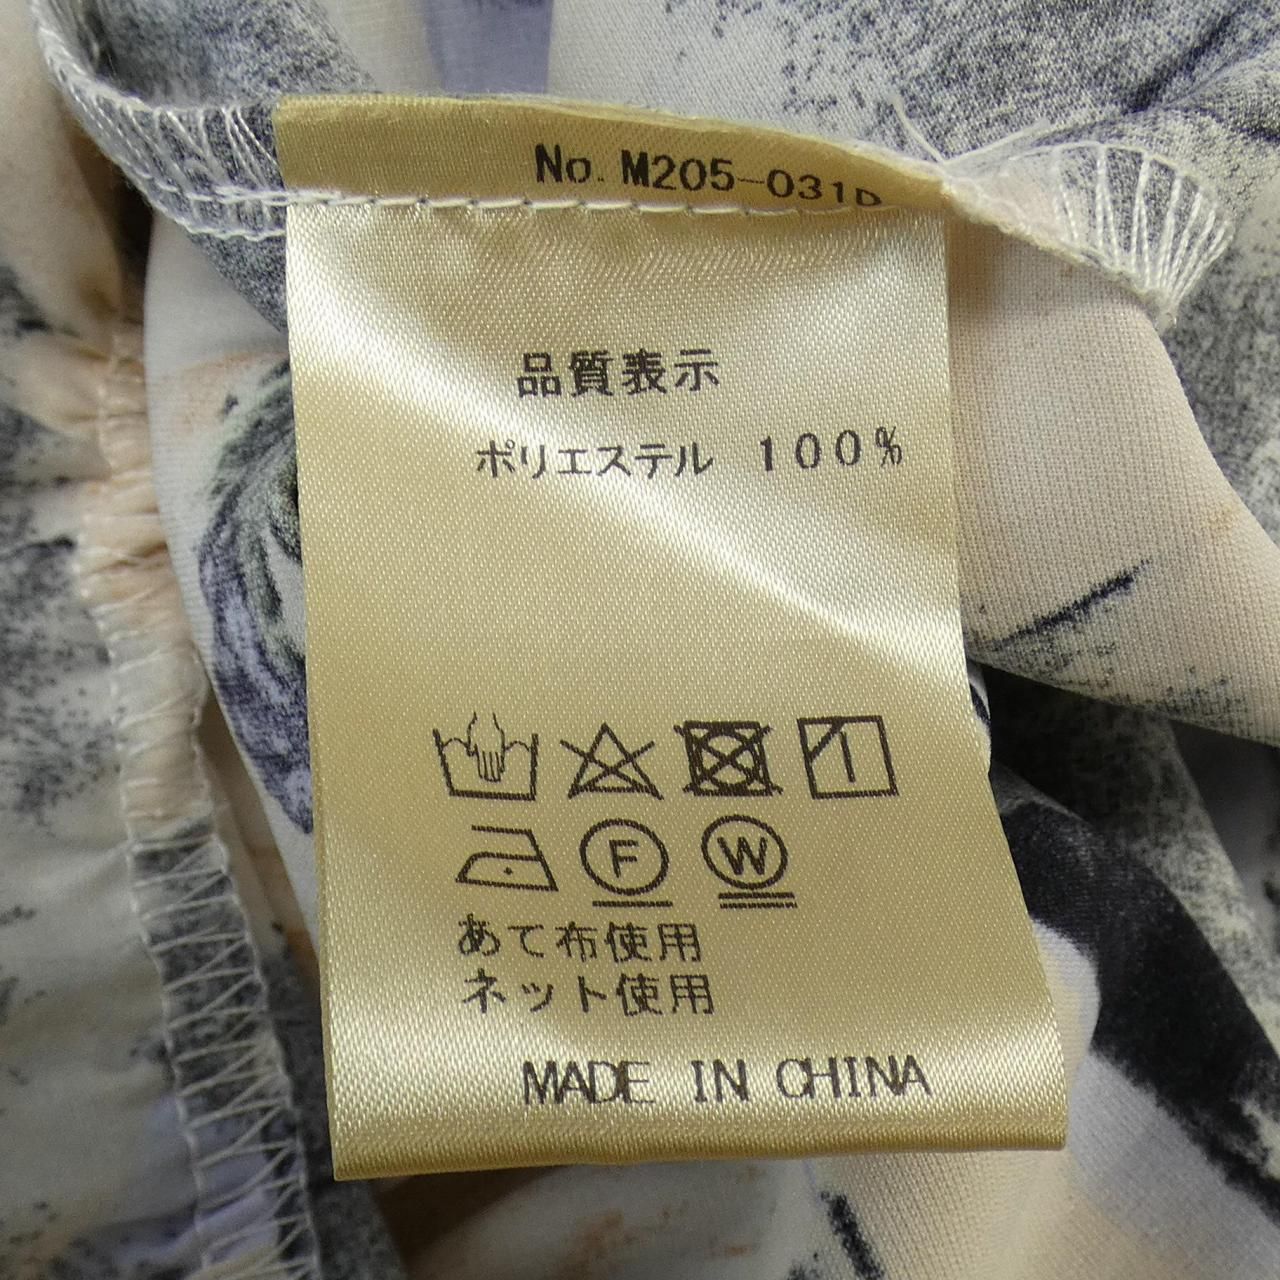 No. M205-031D
品質表示
ポリエステル 100%
F W
あて布使用
ネット使用
MADE IN CHINA